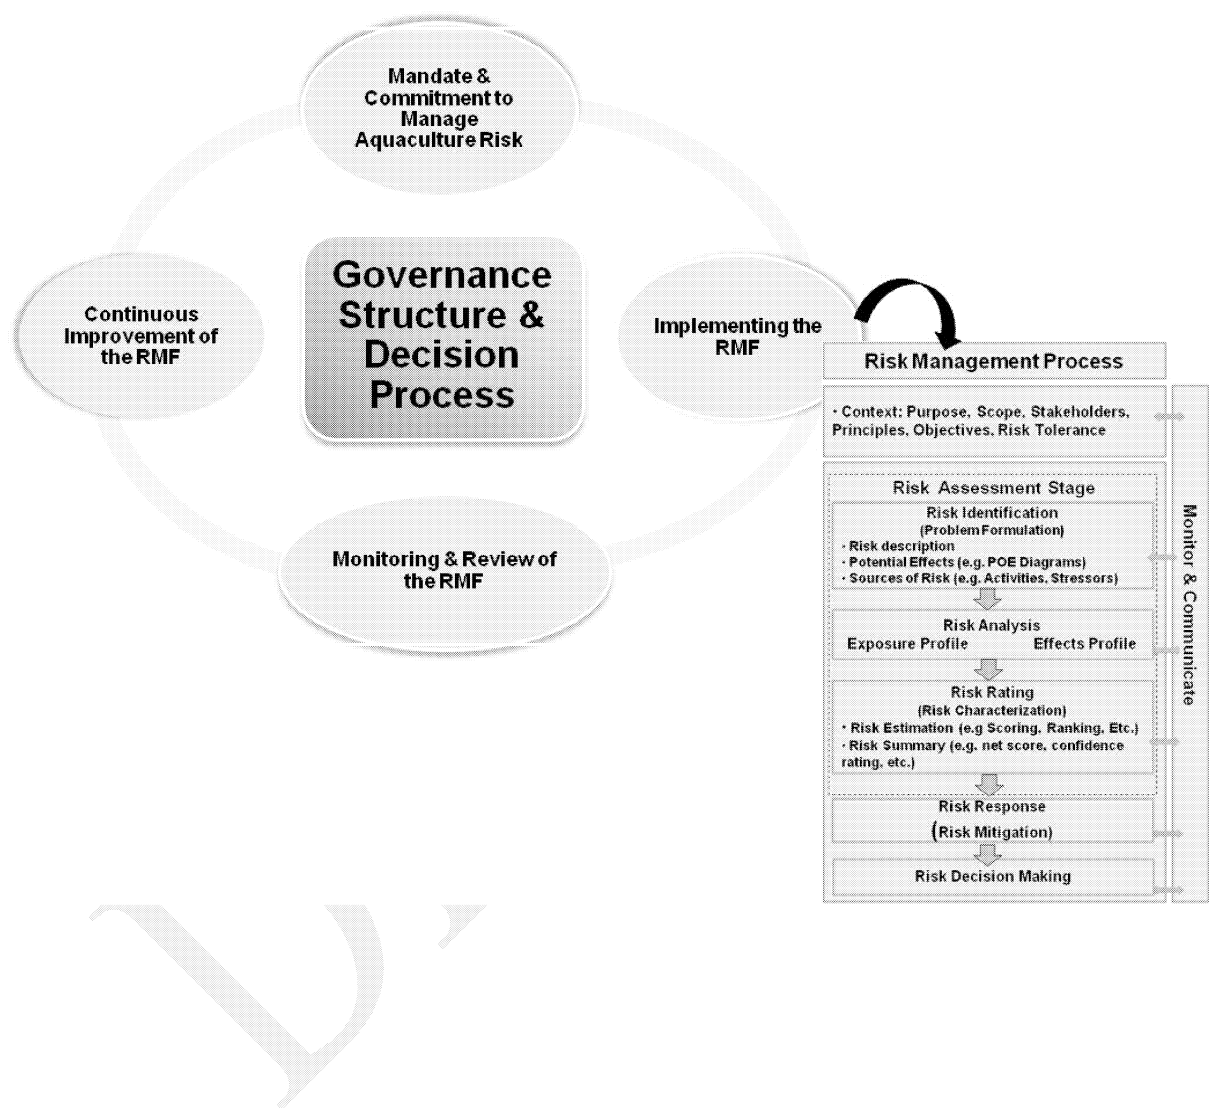 Mandate &
Commitment to
Manage
Aquaculture Risk
Governance
Structure &
Decision
Process
Continuous
Improvement of
the RMF
Implementing the
RMF
Monitoring & Review of
the RMF
Risk Management Process
· Context: Purpose, Scope, Stakeholders,
Principles, Objectives, Risk Tolerance
Risk Assessment Stage
Risk Identification
(Problem Formulation)
· Risk description
· Potential Effects (e.g. POE Diagrams)
· Sources of Risk (e.g. Activities, Stressors)
Risk Analysis
Exposure Profile Effects Profile
Risk Rating
(Risk Characterization)
· Risk Estimation (e.g Scoring, Ranking, Etc.)
· Risk Summary (e.g. net score, confidence
rating, etc.)
Risk Response
(Risk Mitigation)
Risk Decision Making
Monitor & Communicate